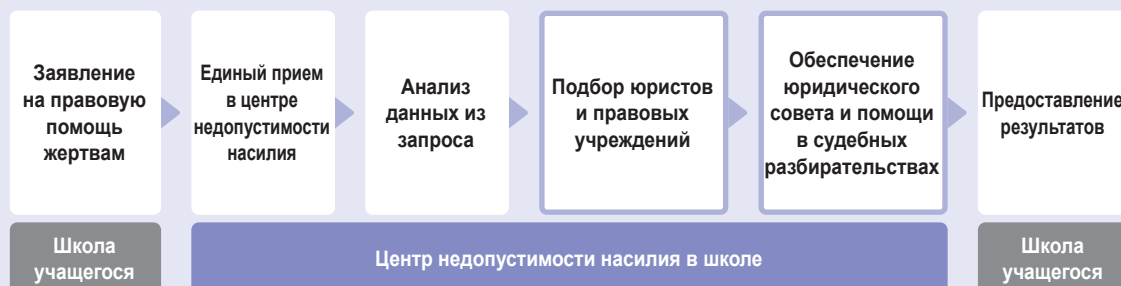 Заявление
на правовую
помощь
жертвам
Единый прием
в центре
недопустимости
насилия
Анализ
данных из
запроса
Подбор юристов
и правовых
учреждений
Обеспечение
юридического
совета и помощи
в судебных
разбирательствах
Предоставление
результатов
Школа
учащегося
Центр недопустимости насилия в школе
Школа
учащегося